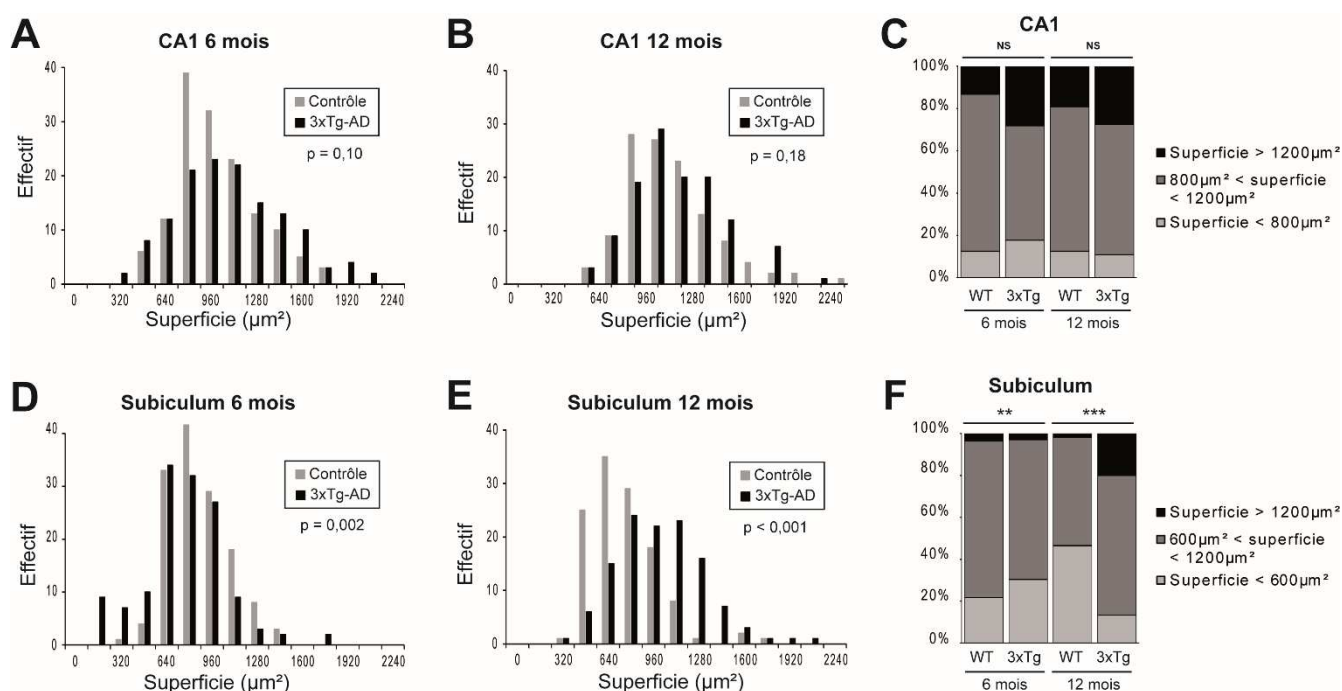 A
CA1 6 mois
Effectif
40
30
20
10
0
Contrôle
3xTg-AD
p = 0,10
0 320 640 960 1280 1600 1920 2240
Superficie (µm²)
B
CA1 12 mois
Effectif
40
30
20
10
0
Contrôle
3xTg-AD
p = 0,18
0 320 640 960 1280 1600 1920 2240
Superficie (µm²)
C
CA1
NS NS
100%
80%
60%
40%
20%
0%
WT 3xTg WT 3xTg
6 mois 12 mois
Superficie > 1200µm²
800µm² < superficie
< 1200µm²
Superficie < 800µm²
D
Subiculum 6 mois
Effectif
40
30
20
10
0
Contrôle
3xTg-AD
p = 0,002
0 320 640 960 1280 1600 1920 2240
Superficie (µm²)
E
Subiculum 12 mois
Effectif
40
30
20
10
0
Contrôle
3xTg-AD
p < 0,001
0 320 640 960 1280 1600 1920 2240
Superficie (µm²)
F
Subiculum
** ***
100%
80%
60%
40%
20%
0%
WT 3xTg WT 3xTg
6 mois 12 mois
Superficie > 1200µm²
600µm² < superficie
< 1200µm²
Superficie < 600µm²